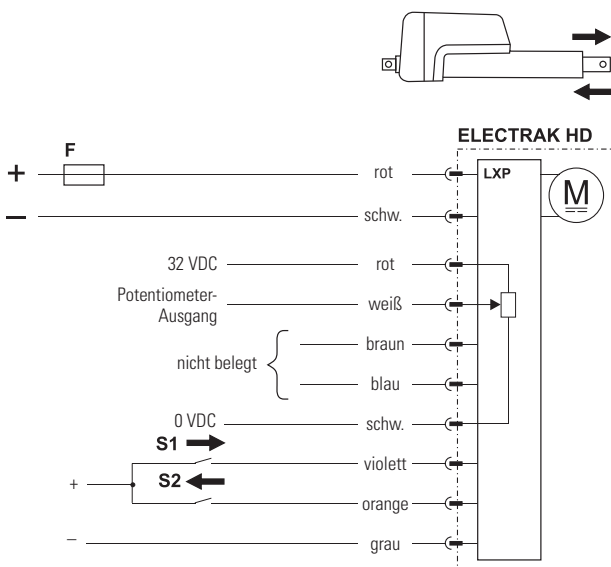 ELECTRAK HD
F
+
rot
LXP
M
–
schw.
32 VDC
rot
Potentiometer-
Ausgang
weiß
nicht belegt
braun
blau
0 VDC
schw.
S1
violett
+
S2
orange
–
grau